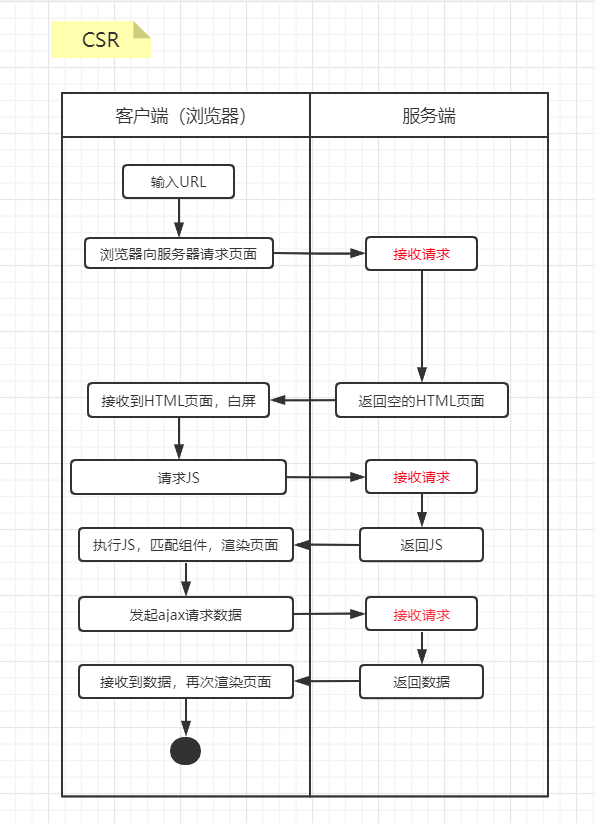 CSR
客户端（浏览器）
服务端
输入URL
浏览器向服务器请求页面
接收请求
接收到HTML页面，白屏
返回空的HTML页面
请求JS
接收请求
执行JS，匹配组件，渲染页面
返回JS
发起ajax请求数据
接收请求
接收到数据，再次渲染页面
返回数据